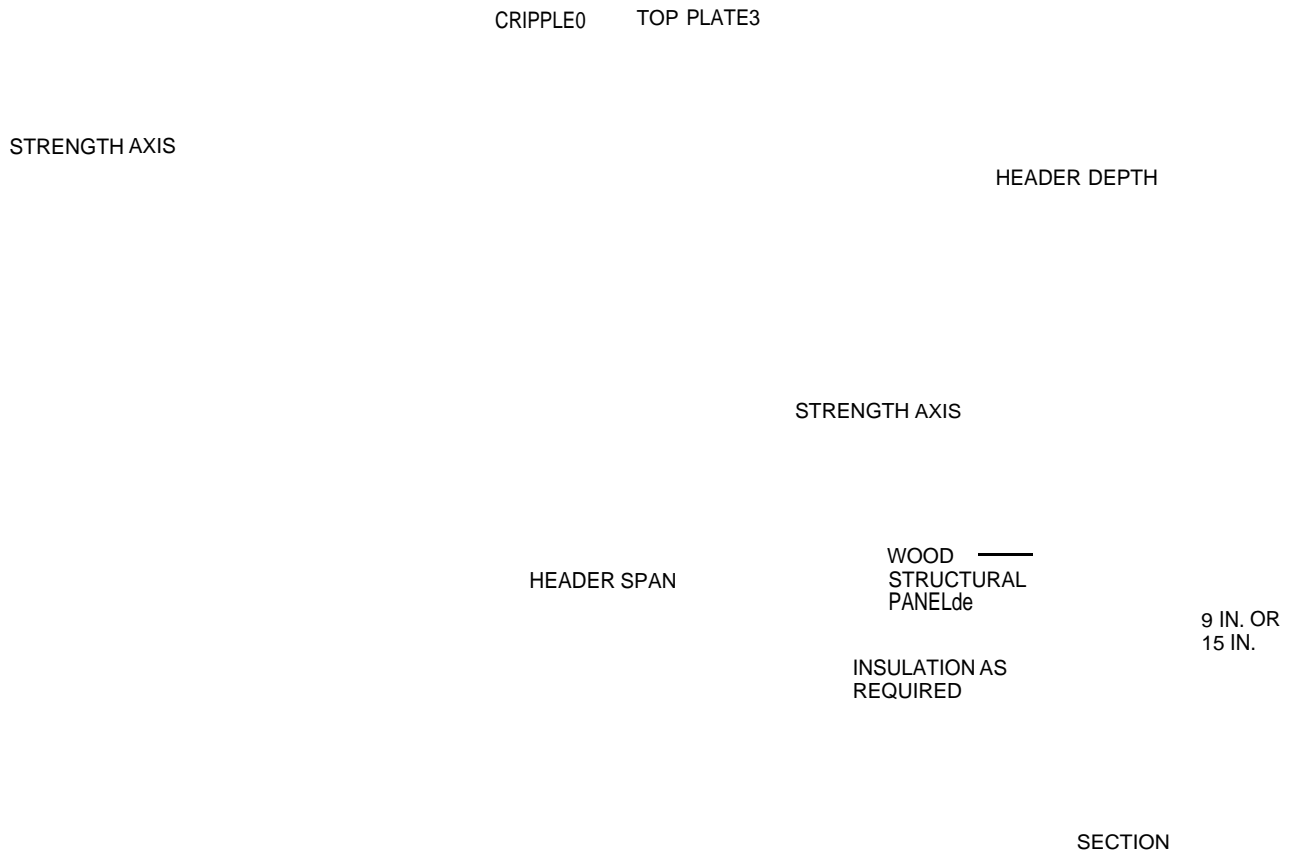 CRIPPLE0 TOP PLATE3
STRENGTH AXIS
HEADER DEPTH
STRENGTH AXIS
HEADER SPAN
WOOD
STRUCTURAL
PANELde
9 IN. OR
15 IN.
INSULATION AS
REQUIRED
SECTION